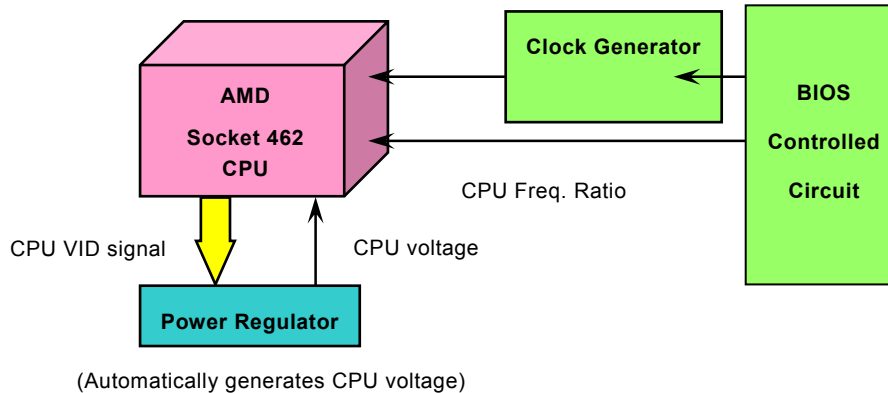 Clock Generator
AMD
Socket 462
CPU
BIOS
Controlled
Circuit
CPU Freq. Ratio
CPU VID signal
CPU voltage
Power Regulator
(Automatically generates CPU voltage)